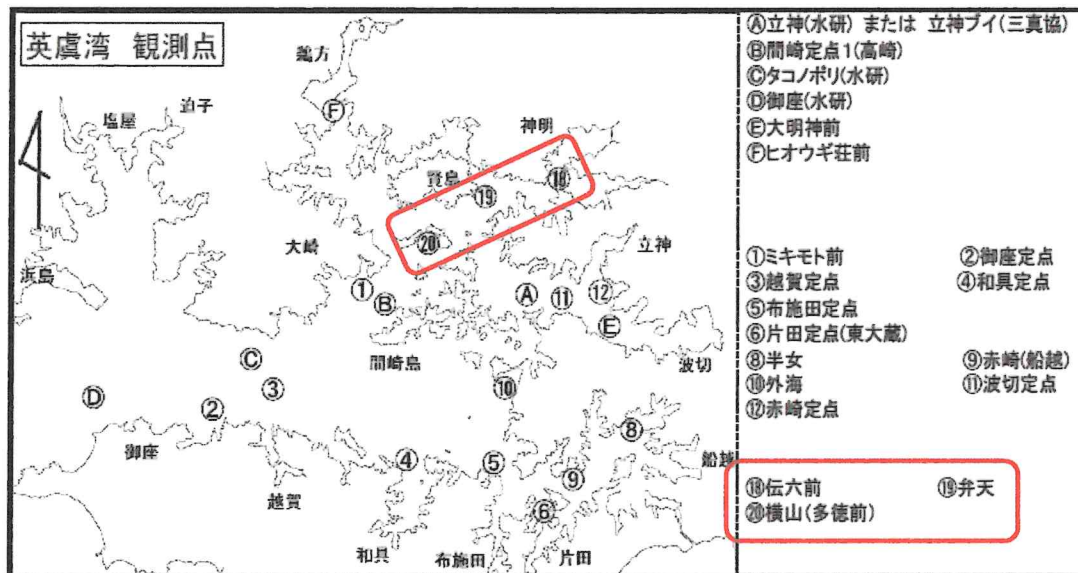 英虞湾 観測点
鵜方
Ⓕ
迫子
塩屋
神明
賢島
⑱
⑲
⑳
大崎
立神
浜島
①
Ⓑ
Ⓐ
⑪
⑫
Ⓔ
間崎島
波切
Ⓒ
③
⑩
Ⓓ
②
⑧
御座
④
⑤
⑨
船越
越賀
⑥
和具
布施田
片田
Ⓐ立神(水研) または 立神ブイ(三真協)
Ⓑ間崎定点1(高崎)
Ⓒタコノボリ(水研)
Ⓓ御座(水研)
Ⓔ大明神前
Ⓕヒオウギ荘前
①ミキモト前 ②御座定点
③越賀定点 ④和具定点
⑤布施田定点
⑥片田定点(東大蔵)
⑧半女 ⑨赤崎(船越)
⑩外海 ⑪波切定点
⑫赤崎定点
⑱伝六前 ⑲弁天
⑳横山(多徳前)